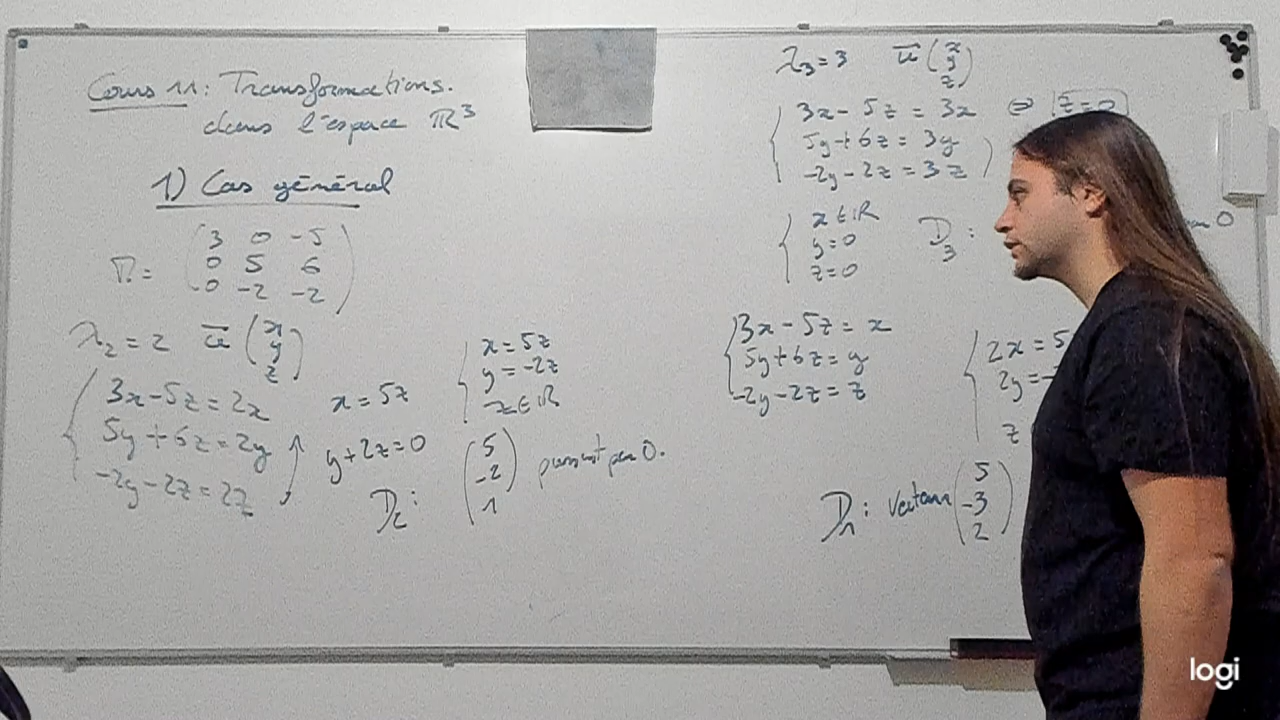 Cours 11: Transformations.
dans l'espace ℝ³
1) Cas général
M = ( 3 0 -5
0 5 6
0 -2 -2 )
λ₂ = 2 u ( x
y
z )
3x - 5z = 2x
5y + 6z = 2y
-2y - 2z = 2z
x = 5z
y + 2z = 0
x = 5z
y = -2z
z ∈ ℝ
D₂ : ( 5
-2
1 ) passant par O.
λ₃ = 3 u ( x
y
z )
3x - 5z = 3x ⇔ z = 0
5y + 6z = 3y
-2y - 2z = 3z
x ∈ ℝ
y = 0
z = 0
D₃ :
O
3x - 5z = x
5y + 6z = y
-2y - 2z = z
2x = 5
2y = -
z
D₁ : vecteur ( 5
-3
2 )
logi